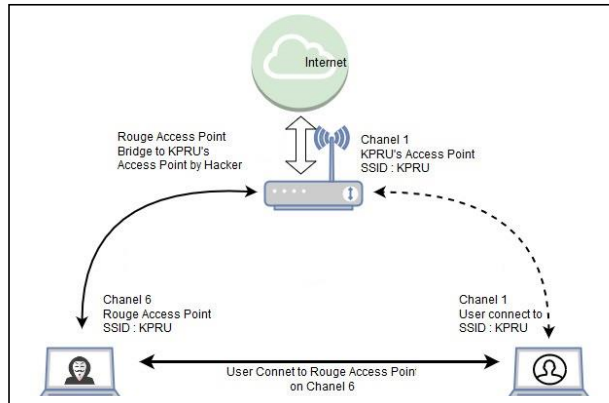 Internet
Rouge Access Point
Bridge to KPRU's
Access Point by Hacker
Chanel 1
KPRU's Access Point
SSID : KPRU
Chanel 6
Rouge Access Point
SSID : KPRU
Chanel 1
User connect to
SSID : KPRU
User Connet to Rouge Access Point
on Chanel 6